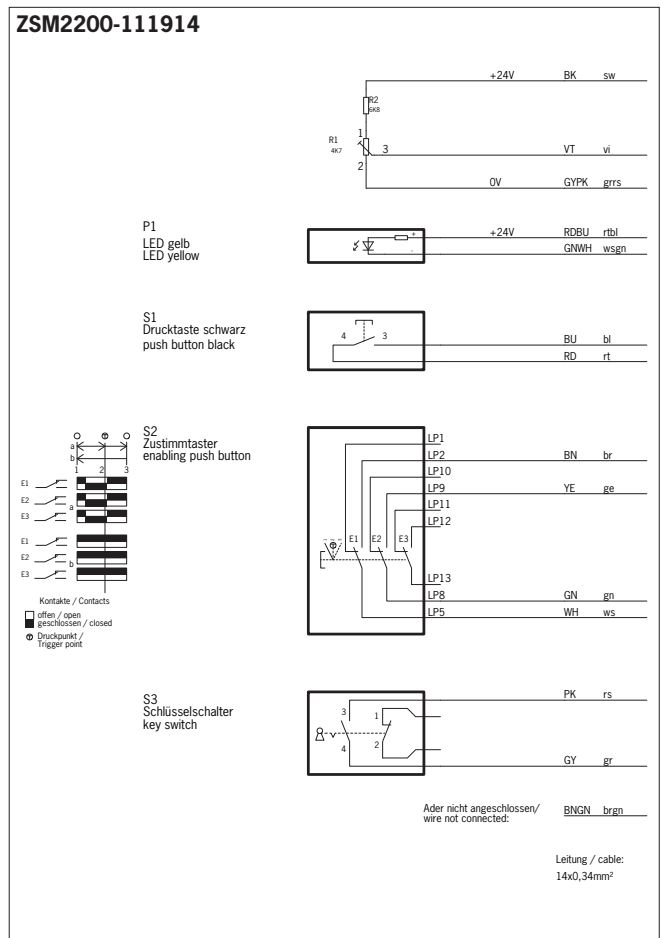 ZSM2200-111914
+24V BK sw
R2
6K8
R1
4K7
1
3 VT vi
2
0V GYPK grrs
P1
LED gelb
LED yellow
+ +24V RDBU rtbl
- GNWH wsgn
S1
Drucktaste schwarz
push button black
4 3
BU bl
RD rt
S2
Zustimmtaster
enabling push button
a
b
1 2 3
E1
E2
a
E3
E1
E2
b
E3
Kontakte / Contacts
offen / open
geschlossen / closed
Druckpunkt /
Trigger point
LP1
LP2 BN br
LP10
LP9 YE ge
LP11
LP12
1 2 3
E1 E2 E3
LP13
LP8 GN gn
LP5 WH ws
S3
Schlüsselschalter
key switch
PK rs
3 1
4 2
GY gr
Ader nicht angeschlossen/
wire not connected:
BNGN brgn
Leitung / cable:
14x0,34mm²